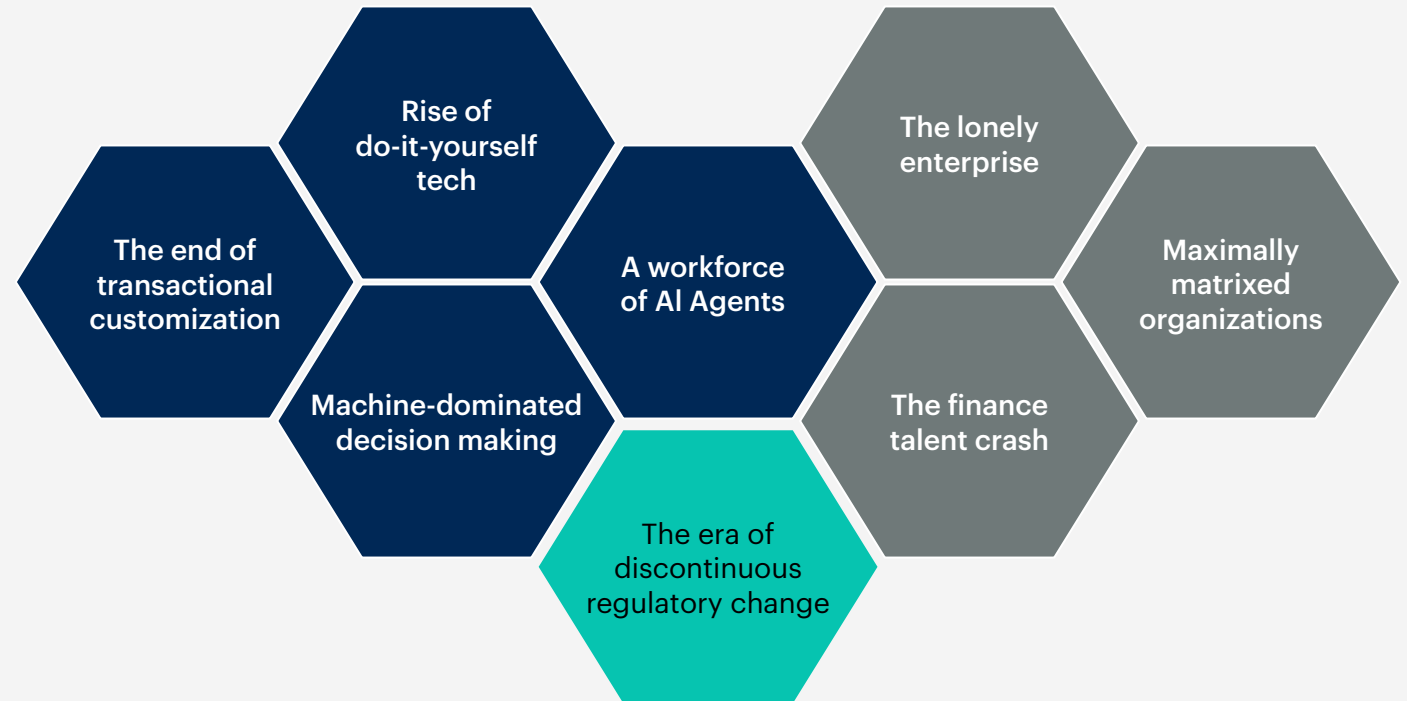 Rise of
do-it-yourself
tech
The lonely
enterprise
The end of
transactional
customization
A workforce
of AI Agents
Maximally
matrixed
organizations
Machine-dominated
decision making
The finance
talent crash
The era of
discontinuous
regulatory change